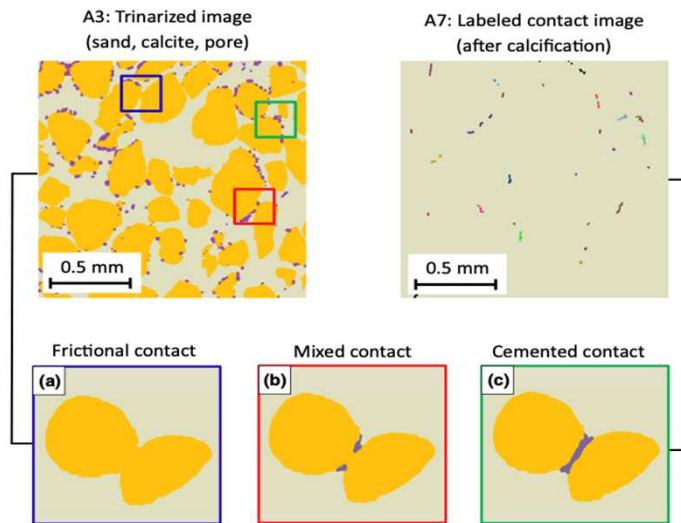 A3: Trinarized image
(sand, calcite, pore)
A7: Labeled contact image
(after calcification)
0.5 mm
0.5 mm
Frictional contact
Mixed contact
Cemented contact
(a)
(b)
(c)